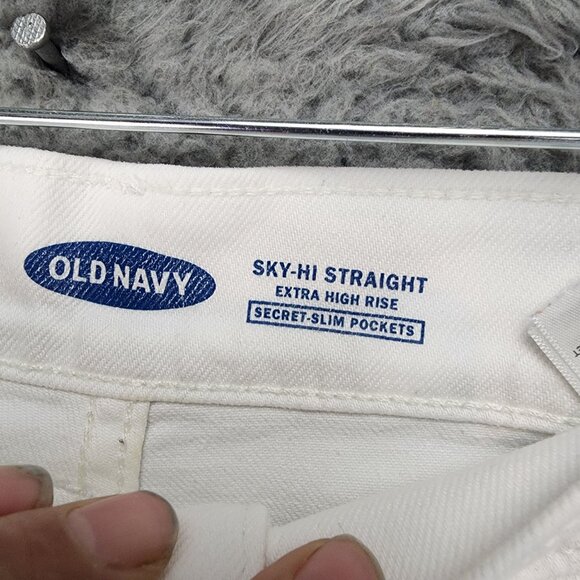 OLD NAVY
SKY-HI STRAIGHT
EXTRA HIGH RISE
SECRET-SLIM POCKETS